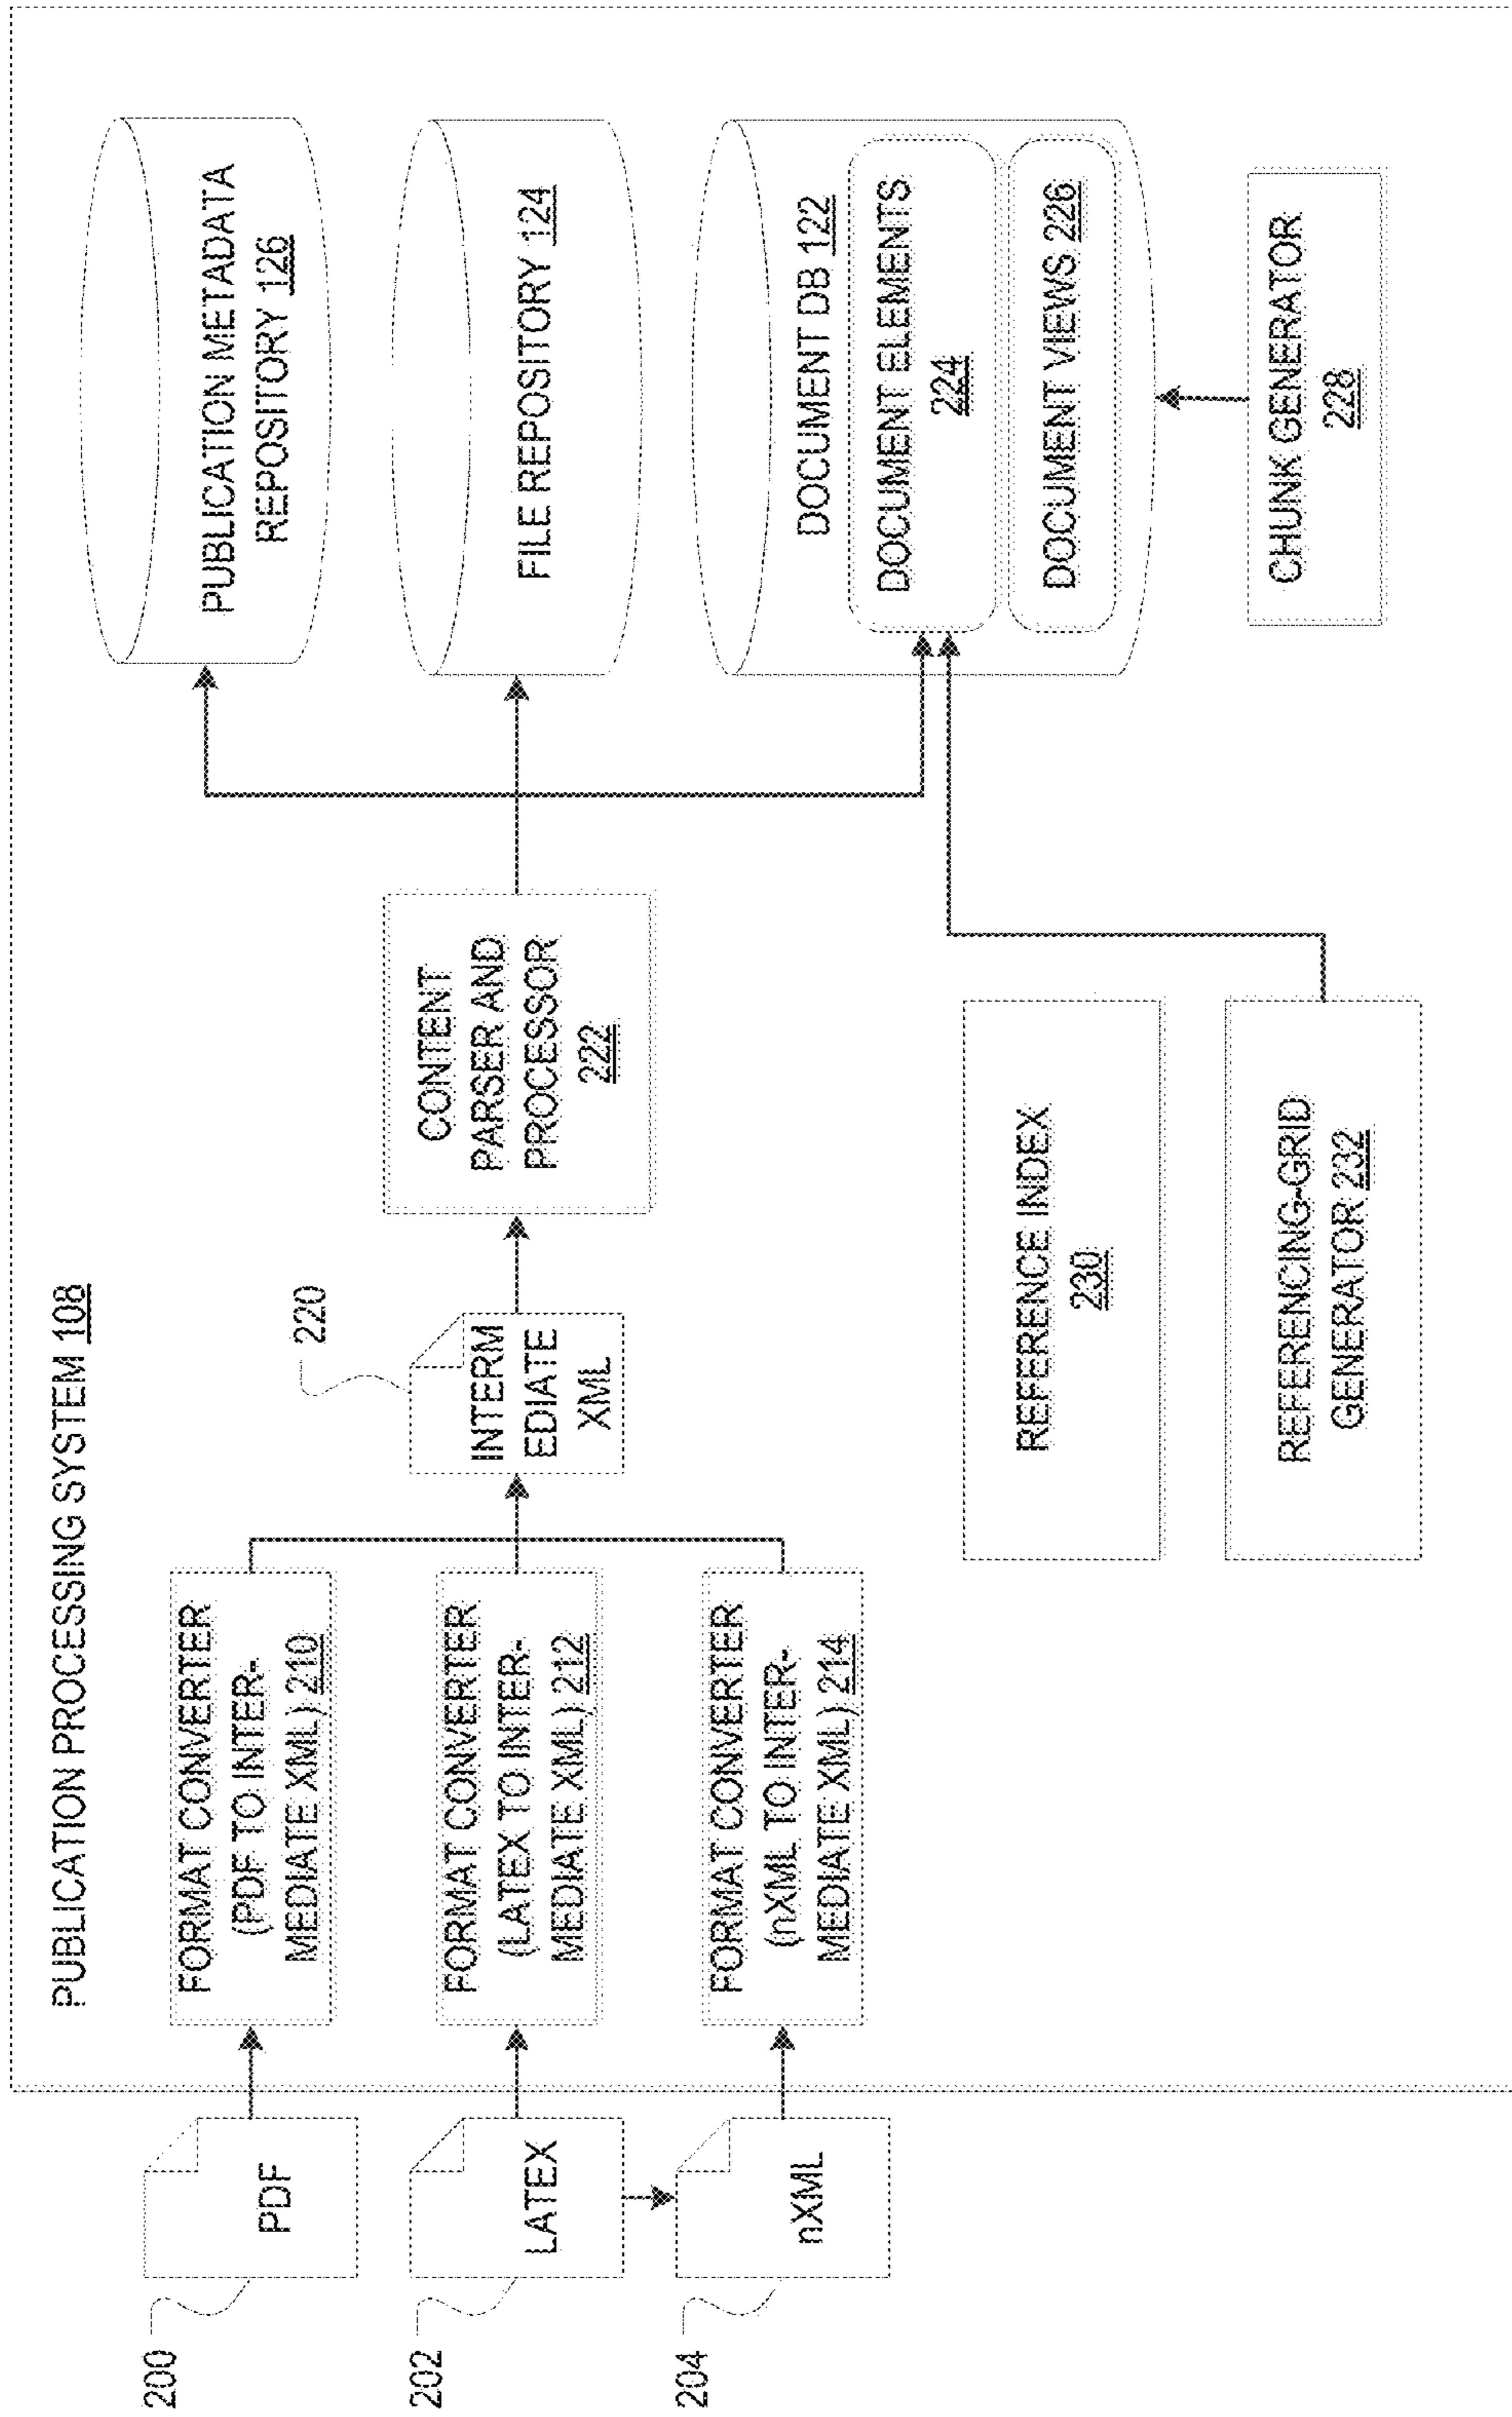 PUBLICATION PROCESSING SYSTEM 108
200
PDF
FORMAT CONVERTER
(PDF TO INTER-
MEDIATE XML) 210
202
LATEX
FORMAT CONVERTER
(LATEX TO INTER-
MEDIATE XML) 212
204
nXML
FORMAT CONVERTER
(nXML TO INTER-
MEDIATE XML) 214
220
INTERM
EDIATE
XML
CONTENT
PARSER AND
PROCESSOR
222
PUBLICATION METADATA
REPOSITORY 126
FILE REPOSITORY 124
DOCUMENT DB 122
DOCUMENT ELEMENTS
224
DOCUMENT VIEWS 226
CHUNK GENERATOR
228
REFERENCE INDEX
230
REFERENCING-GRID
GENERATOR 232